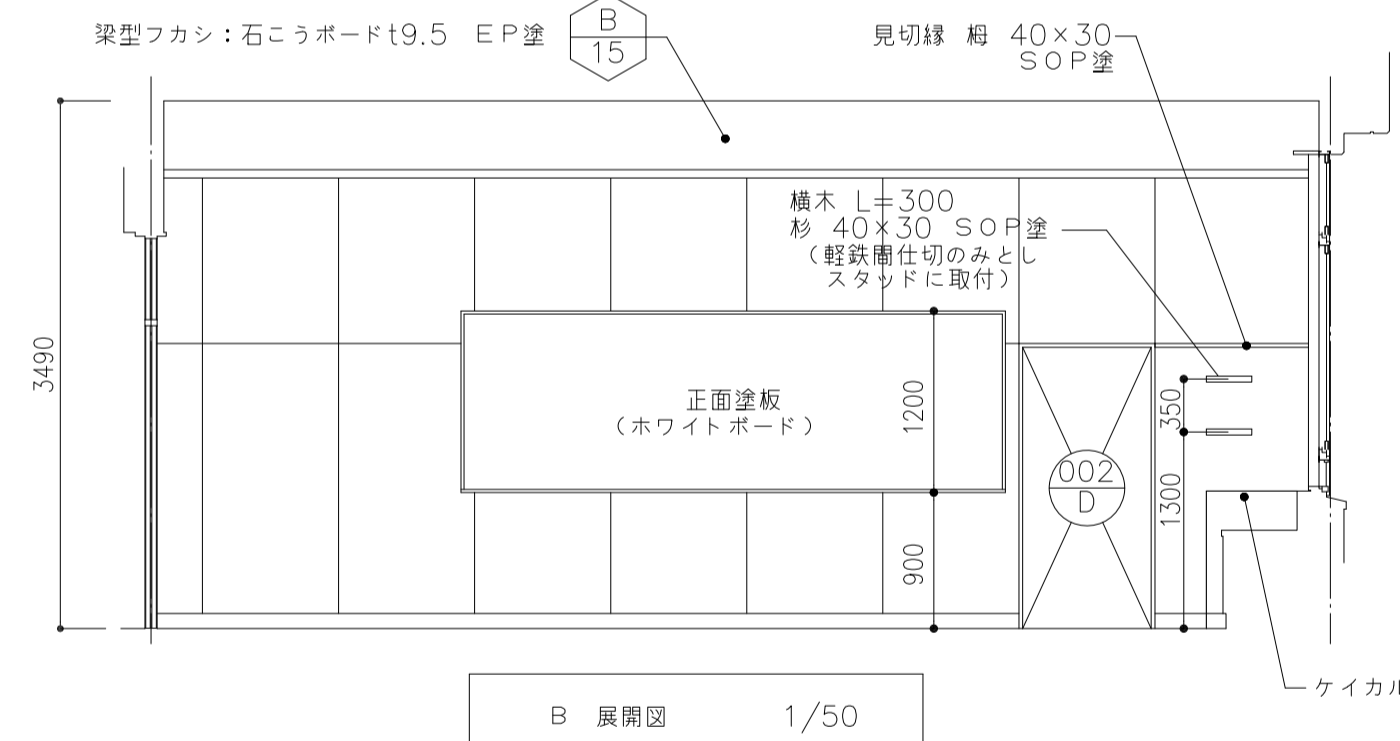 梁型フカシ：石こうボードt9.5　ＥＰ塗
B
15
見切縁　栂　40×30
ＳＯＰ塗
横木　L=300
杉　40×30　ＳＯＰ塗
（軽鉄間仕切のみとし
スタッドに取付）
3490
正面塗板
（ホワイトボード）
1200
900
350
1300
002
D
ケイカル
B　展開図　1/50